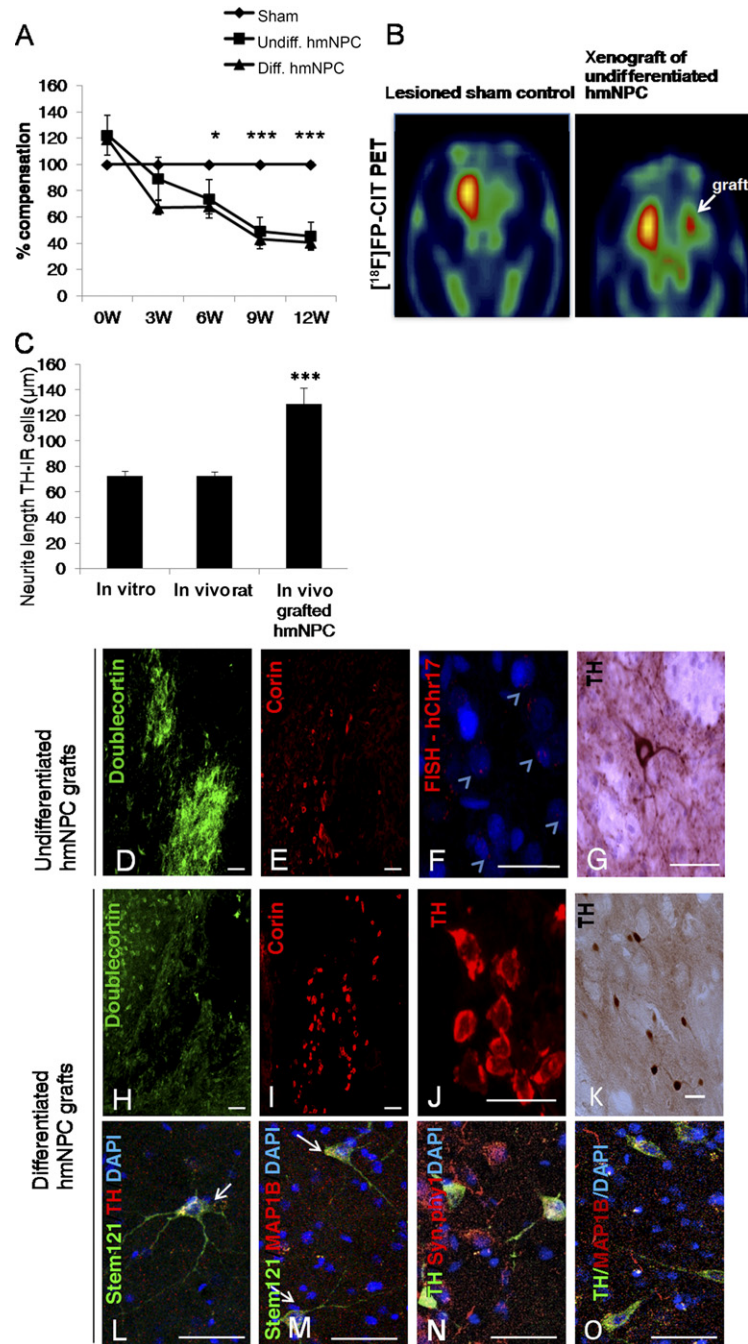 A
Sham
Undiff. hmNPC
Diff. hmNPC
% compensation
160
140
120
100
80
60
40
20
0
* *** ***
0W 3W 6W 9W 12W
B
Lesioned sham control
Xenograft of
undifferentiated
hmNPC
[18F]FP-CIT PET
graft
C
Neurite length TH-IR cells (µm)
160
140
120
100
80
60
40
20
0
***
In vitro
In vivo rat
In vivo
grafted
hmNPC
Undifferentiated
hmNPC grafts
Doublecortin
D
Corin
E
FISH - hChr17
F
TH
G
Differentiated
hmNPC grafts
Doublecortin
H
Corin
I
TH
J
TH
K
Stem121 TH DAPI
L
Stem121/MAP1B/DAPI
M
TH Syn-phy1/DAPI
N
TH/MAP1B/DAPI
O